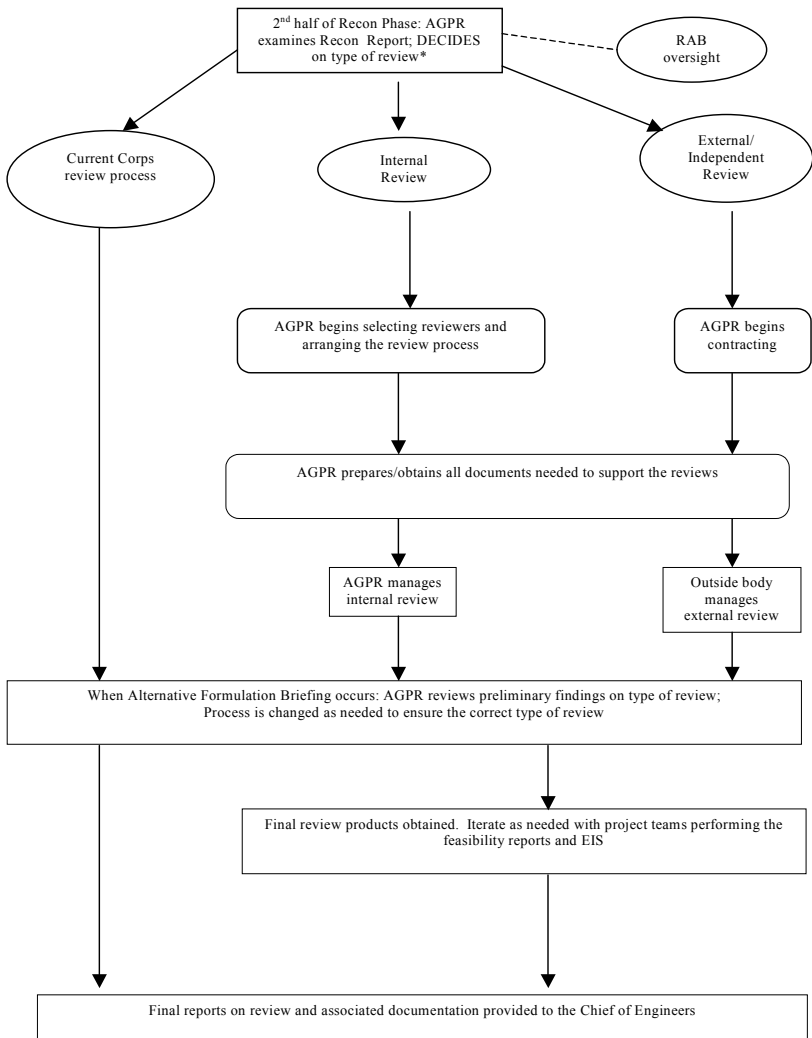 2nd half of Recon Phase: AGPR
examines Recon Report; DECIDES
on type of review*
RAB
oversight
Current Corps
review process
Internal
Review
External/
Independent
Review
AGPR begins selecting reviewers and
arranging the review process
AGPR begins
contracting
AGPR prepares/obtains all documents needed to support the reviews
AGPR manages
internal review
Outside body
manages
external review
When Alternative Formulation Briefing occurs: AGPR reviews preliminary findings on type of review;
Process is changed as needed to ensure the correct type of review
Final review products obtained. Iterate as needed with project teams performing the
feasibility reports and EIS
Final reports on review and associated documentation provided to the Chief of Engineers